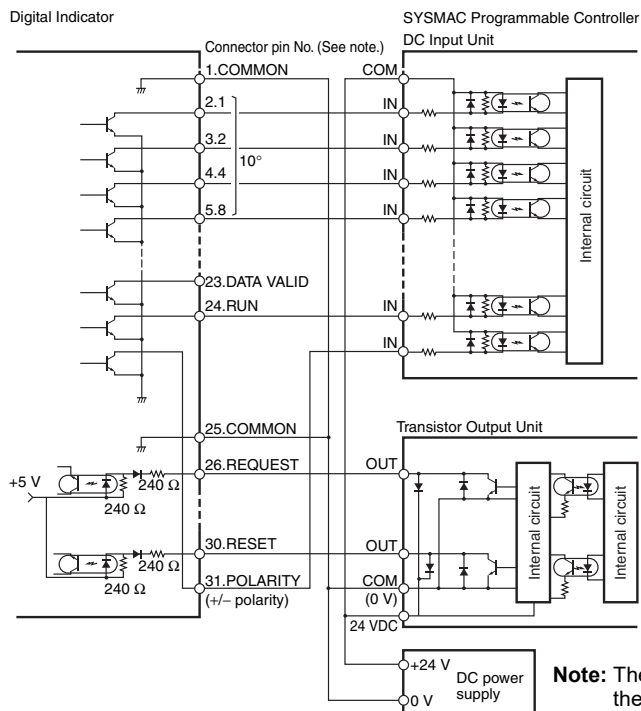 Digital Indicator
SYSMAC Programmable Controller
DC Input Unit
Connector pin No. (See note.)
1.COMMON
COM
2.1
IN
3.2
IN
10°
4.4
IN
5.8
IN
Internal circuit
23.DATA VALID
24.RUN
IN
IN
25.COMMON
Transistor Output Unit
+5 V
26.REQUEST
OUT
240 Ω
240 Ω
Internal circuit
Internal circuit
30.RESET
OUT
240 Ω
240 Ω
31.POLARITY
(+/− polarity)
COM
(0 V)
24 VDC
+24 V
DC power
supply
0 V
Note: The
the